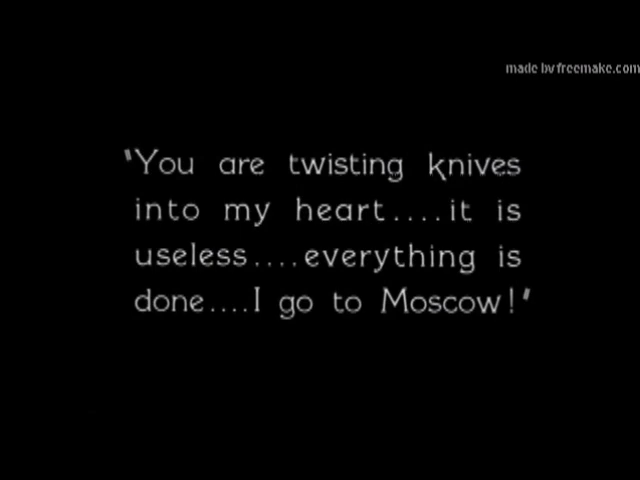 made by freemake.com
"You are twisting knives
into my heart....it is
useless....everything is
done....I go to Moscow!"